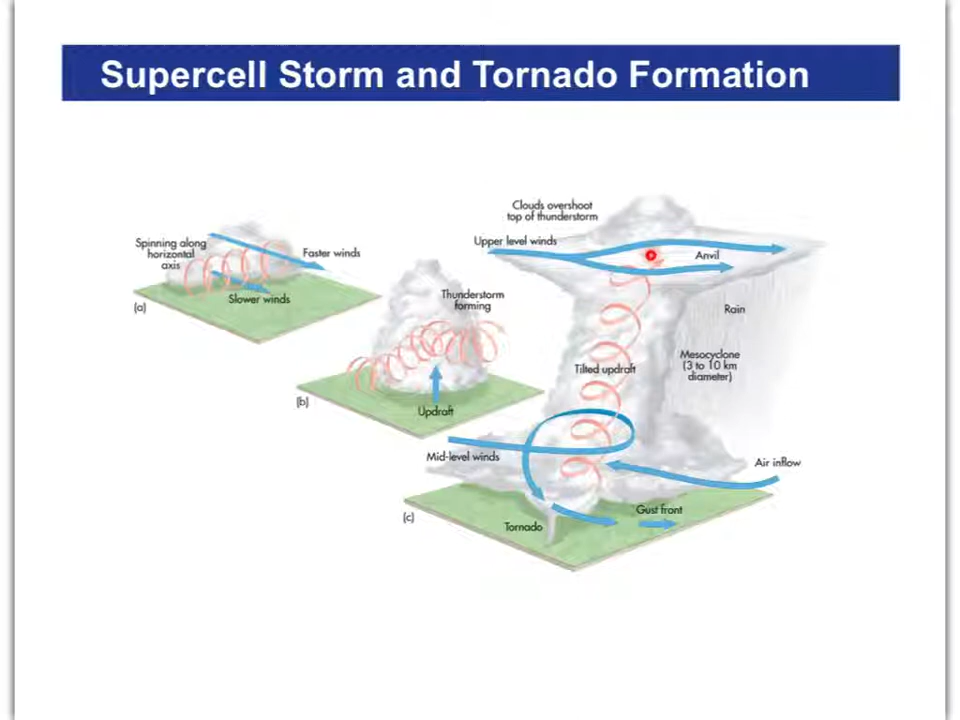 Supercell Storm and Tornado Formation
Spinning along
horizontal
axis
Faster winds
Slower winds
(a)
Thunderstorm
forming
Updraft
(b)
Clouds overshoot
top of thunderstorm
Upper level winds
Anvil
Rain
Mesocyclone
(3 to 10 km
diameter)
Tilted updraft
Mid-level winds
Air inflow
Gust front
Tornado
(c)